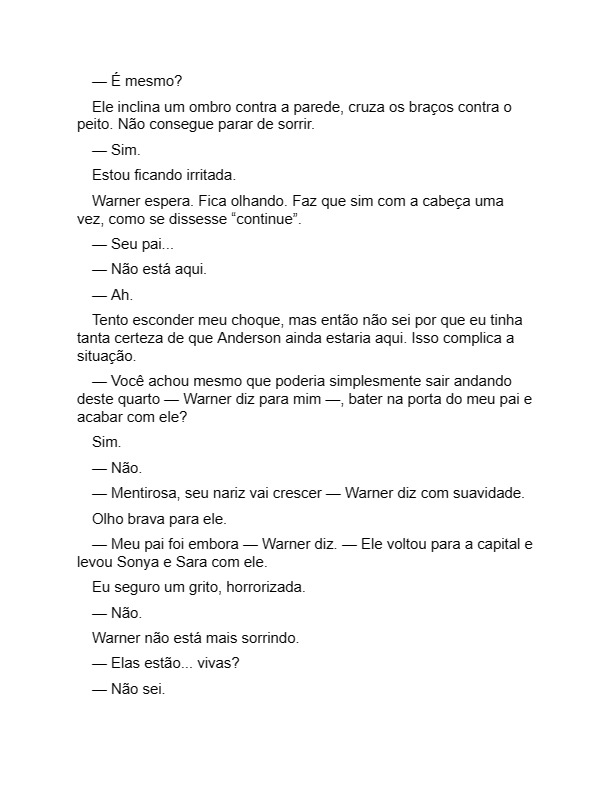 — É mesmo?
Ele inclina um ombro contra a parede, cruza os braços contra o
peito. Não consegue parar de sorrir.
— Sim.
Estou ficando irritada.
Warner espera. Fica olhando. Faz que sim com a cabeça uma
vez, como se dissesse “continue”.
— Seu pai...
— Não está aqui.
— Ah.
Tento esconder meu choque, mas então não sei por que eu tinha
tanta certeza de que Anderson ainda estaria aqui. Isso complica a
situação.
— Você achou mesmo que poderia simplesmente sair andando
deste quarto — Warner diz para mim —, bater na porta do meu pai e
acabar com ele?
Sim.
— Não.
— Mentirosa, seu nariz vai crescer — Warner diz com suavidade.
Olho brava para ele.
— Meu pai foi embora — Warner diz. — Ele voltou para a capital e
levou Sonya e Sara com ele.
Eu seguro um grito, horrorizada.
— Não.
Warner não está mais sorrindo.
— Elas estão... vivas?
— Não sei.